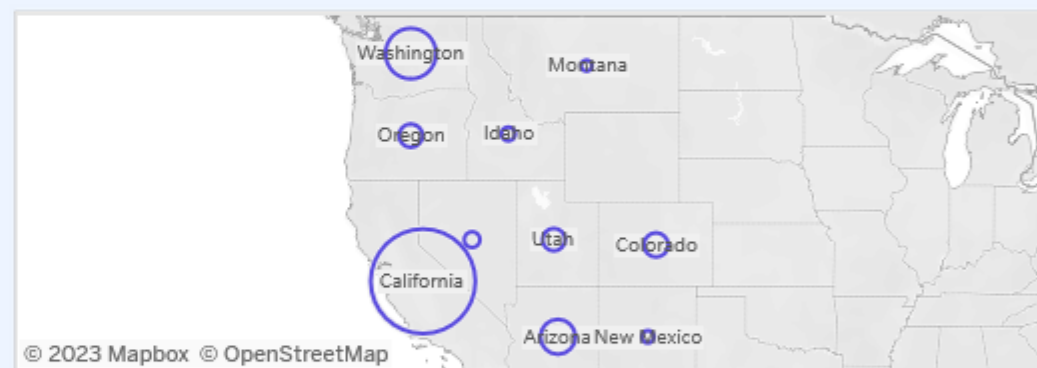 Washington
Montana
Oregon
Idaho
Utah
Colorado
California
Arizona
New Mexico
© 2023 Mapbox © OpenStreetMap